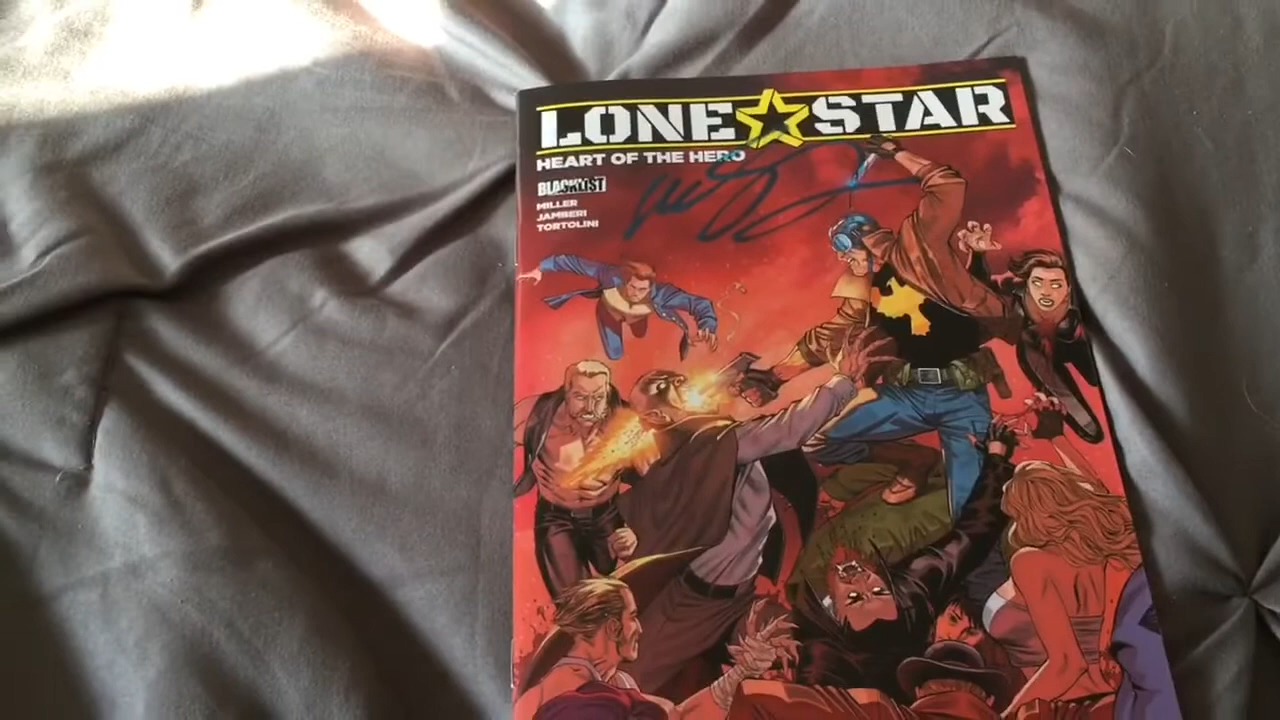 LONE STAR
HEART OF THE HERO
BLACKLIST
MILLER
JAMBERI
TORTOLINI